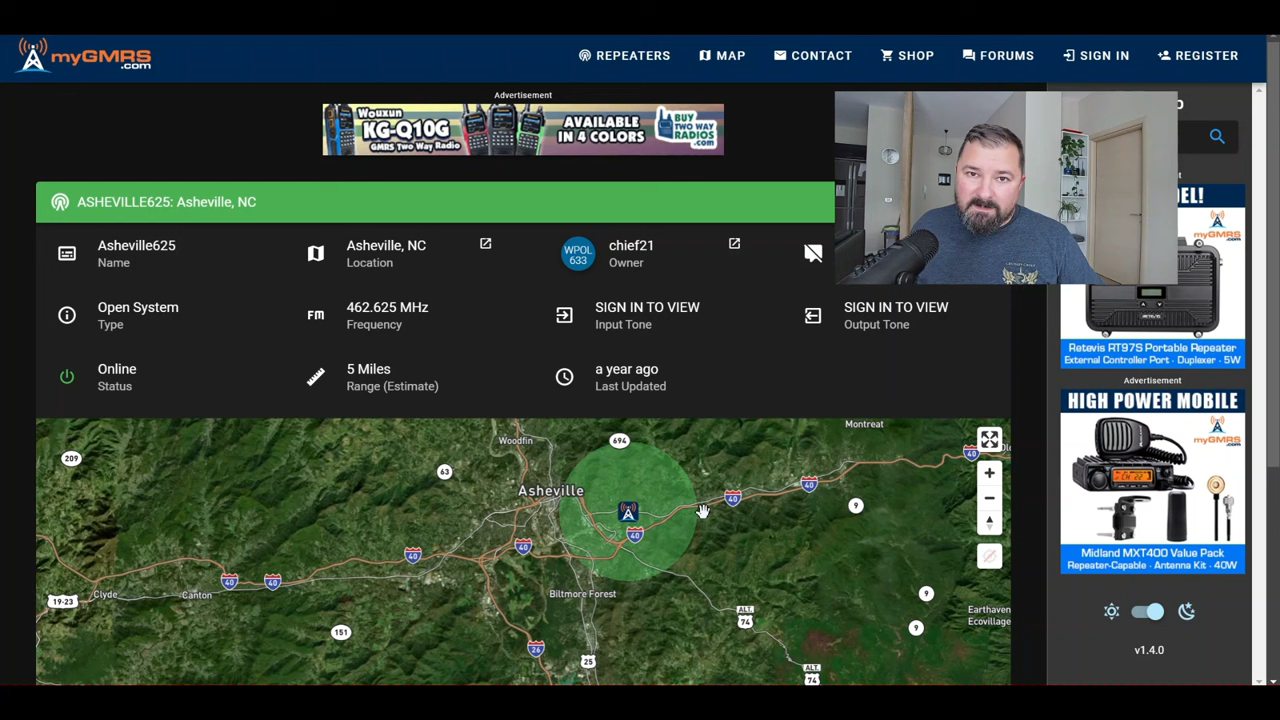 myGMRS
.com
REPEATERS
MAP
CONTACT
SHOP
FORUMS
SIGN IN
REGISTER
Advertisement
Wouxun
KG-Q10G
GMRS Two Way Radio
AVAILABLE
IN 4 COLORS
BUY
TWO WAY
RADIOS
.com
ASHEVILLE625: Asheville, NC
Asheville625
Name
Asheville, NC
Location
WPOL
633
chief21
Owner
Open System
Type
FM
462.625 MHz
Frequency
SIGN IN TO VIEW
Input Tone
SIGN IN TO VIEW
Output Tone
Online
Status
5 Miles
Range (Estimate)
a year ago
Last Updated
209
Woodfin
63
694
Montreat
Asheville
40
40
40
9
40
40
40
40
40
19-23
Clyde
Canton
Biltmore Forest
151
ALT.
74
9
9
Earthaven
Ecovillage
26
25
ALT.
74
myGMRS
Retevis RT97S Portable Repeater
External Controller Port - Duplexer - 5W
Advertisement
HIGH POWER MOBILE
myGMRS
Midland MXT400 Value Pack
Repeater-Capable - Antenna Kit - 40W
v1.4.0